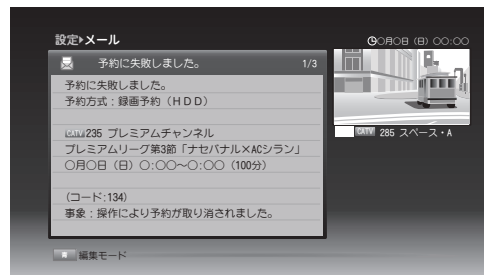 設定▶メール
○月○日（日）○○:○○
予約に失敗しました。 1/3
予約に失敗しました。
予約方式：録画予約（ＨＤＤ）
CATV 235 プレミアムチャンネル
プレミアムリーグ第3節「ナセパナル×ACシラン」
○月○日（日）○:○○〜○:○○（100分）
(コード:134)
事象：操作により予約が取り消されました。
CATV 285 スペース・A
編集モード